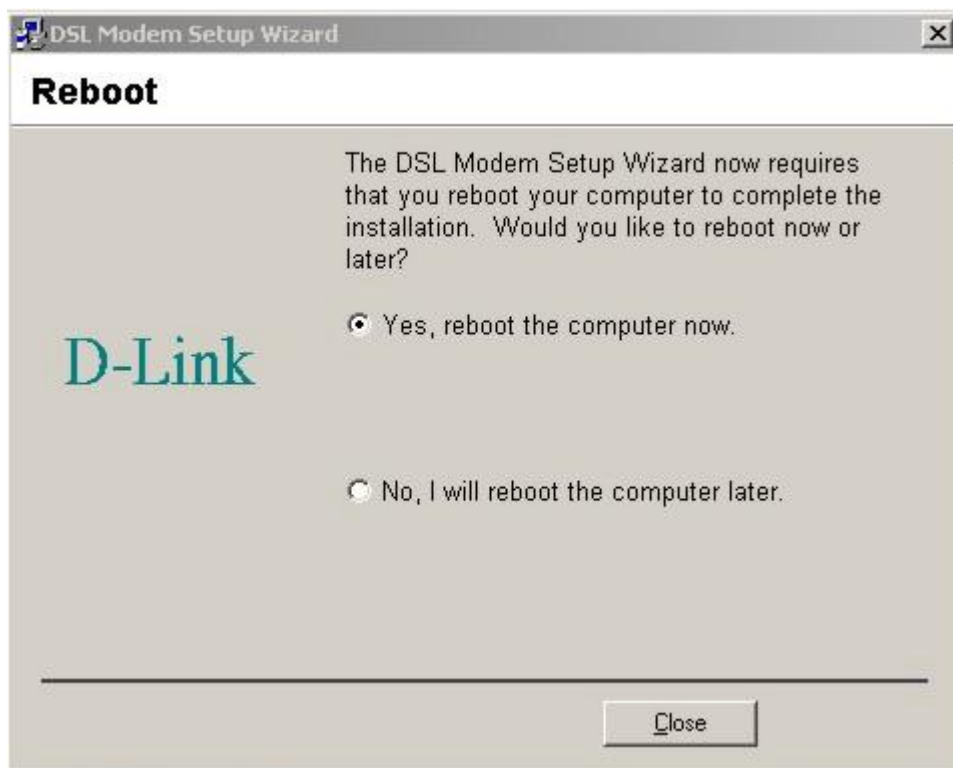 DSL Modem Setup Wizard
Reboot
The DSL Modem Setup Wizard now requires
that you reboot your computer to complete the
installation.  Would you like to reboot now or
later?
Yes, reboot the computer now.
D-Link
No, I will reboot the computer later.
Close